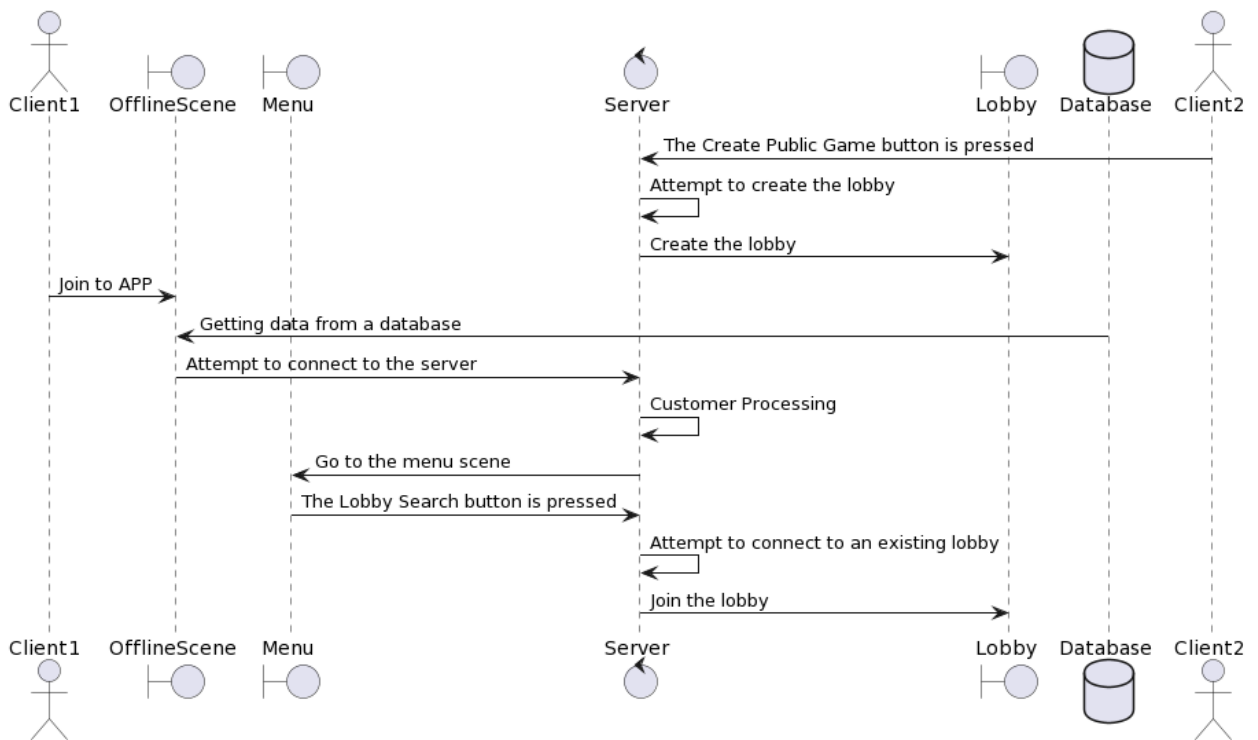 Client1 OfflineScene Menu Server Lobby Database Client2
The Create Public Game button is pressed
Attempt to create the lobby
Create the lobby
Join to APP
Getting data from a database
Attempt to connect to the server
Customer Processing
Go to the menu scene
The Lobby Search button is pressed
Attempt to connect to an existing lobby
Join the lobby
Client1 OfflineScene Menu Server Lobby Database Client2